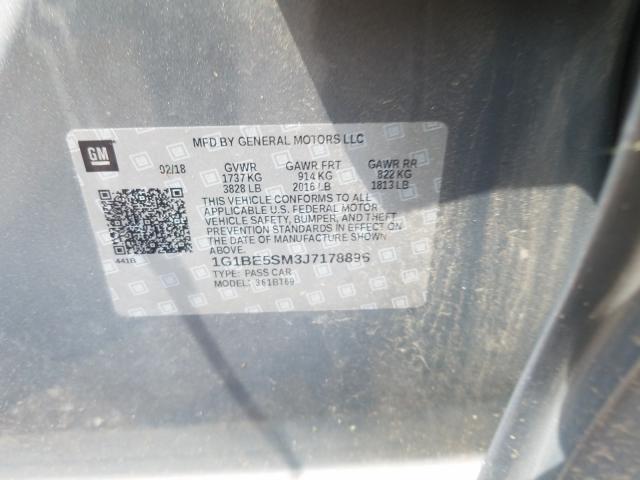 GM
MFD BY GENERAL MOTORS LLC
02/18 GVWR GAWR FRT GAWR RR
1737 KG 914 KG 822 KG
3828 LB 2016 LB 1813 LB
THIS VEHICLE CONFORMS TO ALL
APPLICABLE U.S. FEDERAL MOTOR
VEHICLE SAFETY, BUMPER, AND THEFT
PREVENTION STANDARDS IN EFFECT ON
THE DATE OF MANUFACTURE SHOWN
ABOVE.
441B
1G1BE5SM3J7178896
TYPE: PASS CAR
MODEL: 361BT69